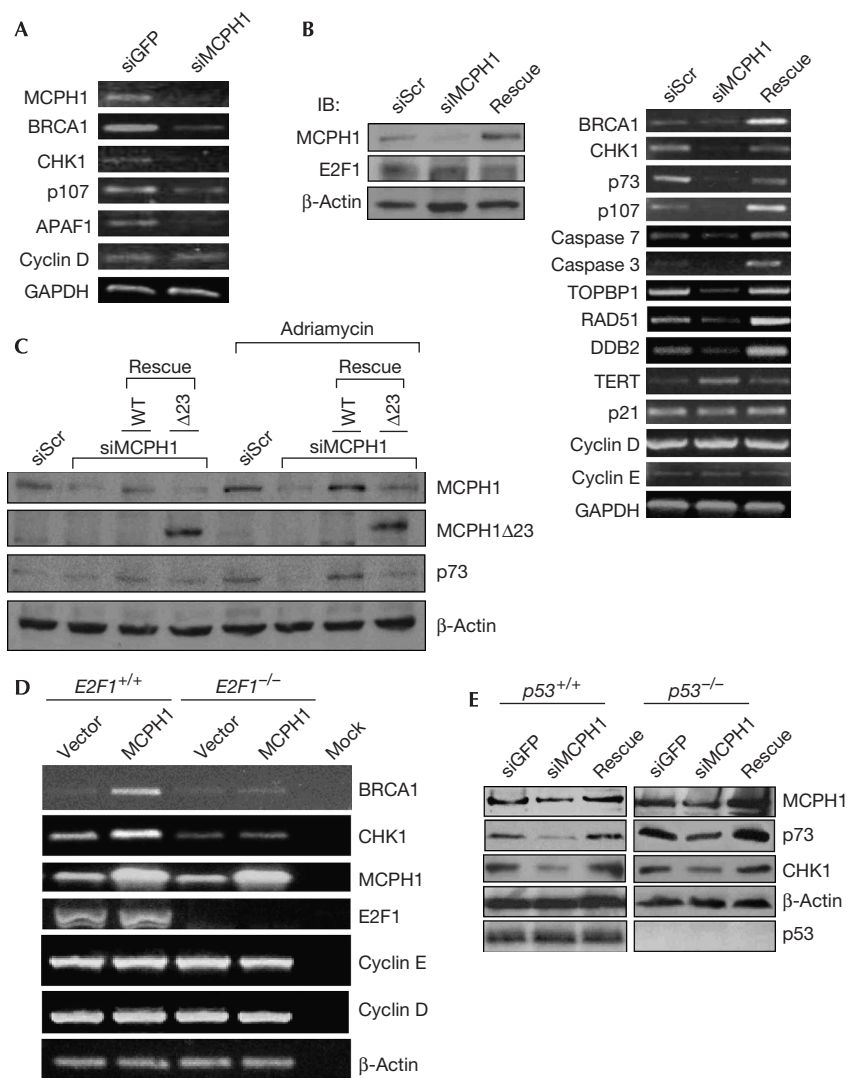 A
siGFP
siMCPH1
MCPH1
BRCA1
CHK1
p107
APAF1
Cyclin D
GAPDH
B
IB:
siScr
siMCPH1
Rescue
MCPH1
E2F1
β-Actin
siScr
siMCPH1
Rescue
BRCA1
CHK1
p73
p107
Caspase 7
Caspase 3
TOPBP1
RAD51
DDB2
TERT
p21
Cyclin D
Cyclin E
GAPDH
C
Adriamycin
Rescue
Rescue
WT
Δ23
WT
Δ23
siScr
siMCPH1
siScr
siMCPH1
MCPH1
MCPH1Δ23
p73
β-Actin
D
E2F1+/+
E2F1–/–
Vector
MCPH1
Vector
MCPH1
Mock
BRCA1
CHK1
MCPH1
E2F1
Cyclin E
Cyclin D
β-Actin
E
p53+/+
p53–/–
siGFP
siMCPH1
Rescue
siGFP
siMCPH1
Rescue
MCPH1
p73
CHK1
β-Actin
p53